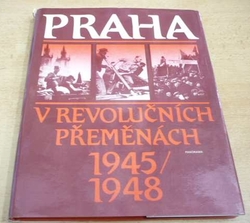 PRAHA
V REVOLUČNÍCH
PŘEMĚNÁCH
1945/
1948